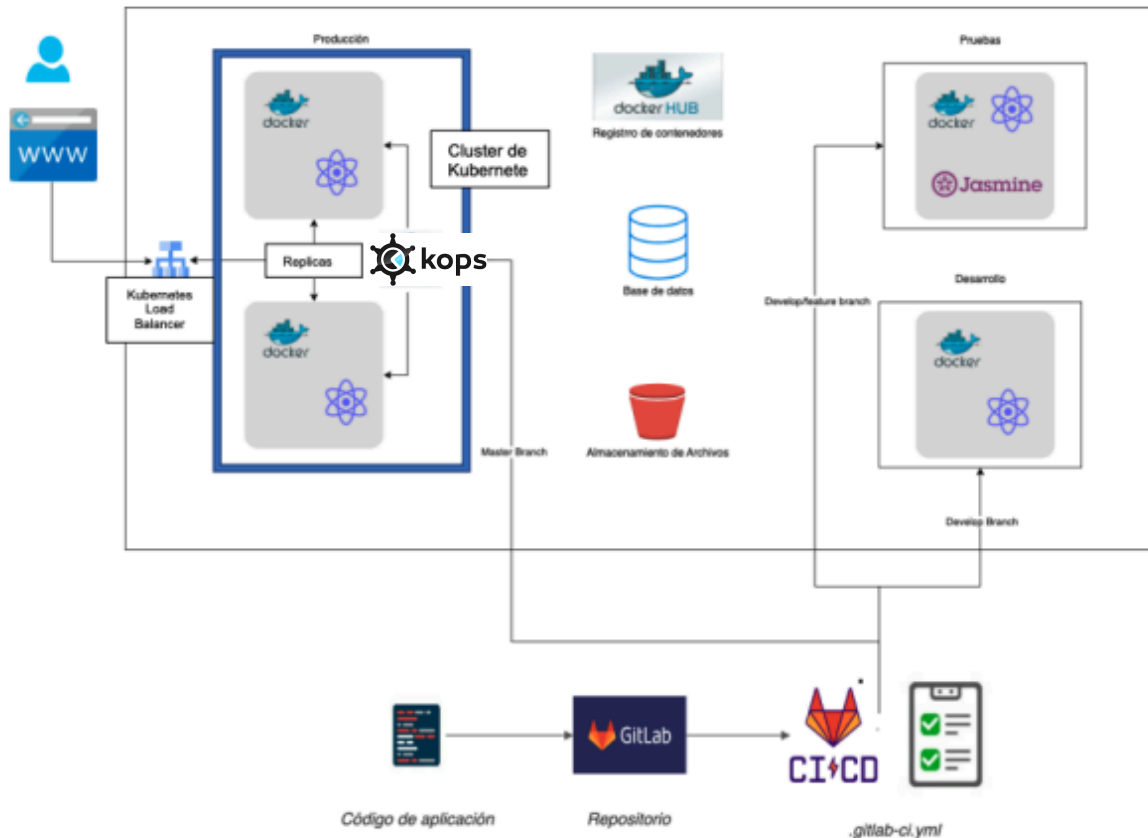 Producción
Pruebas
docker
docker HUB
docker
Registrro de contenedores
WWW
Cluster de
Kubernete
Jasmine
Replicas
kops
Kubernetes
Load
Balancer
Base de datos
Desarrollo
Develop/feature branch
docker
docker
Master Branch
Almacenamiento de Archivos
Develop Branch
GitLab
CI CD
Código de aplicación
Repositorio
.gitlab-ci.yml